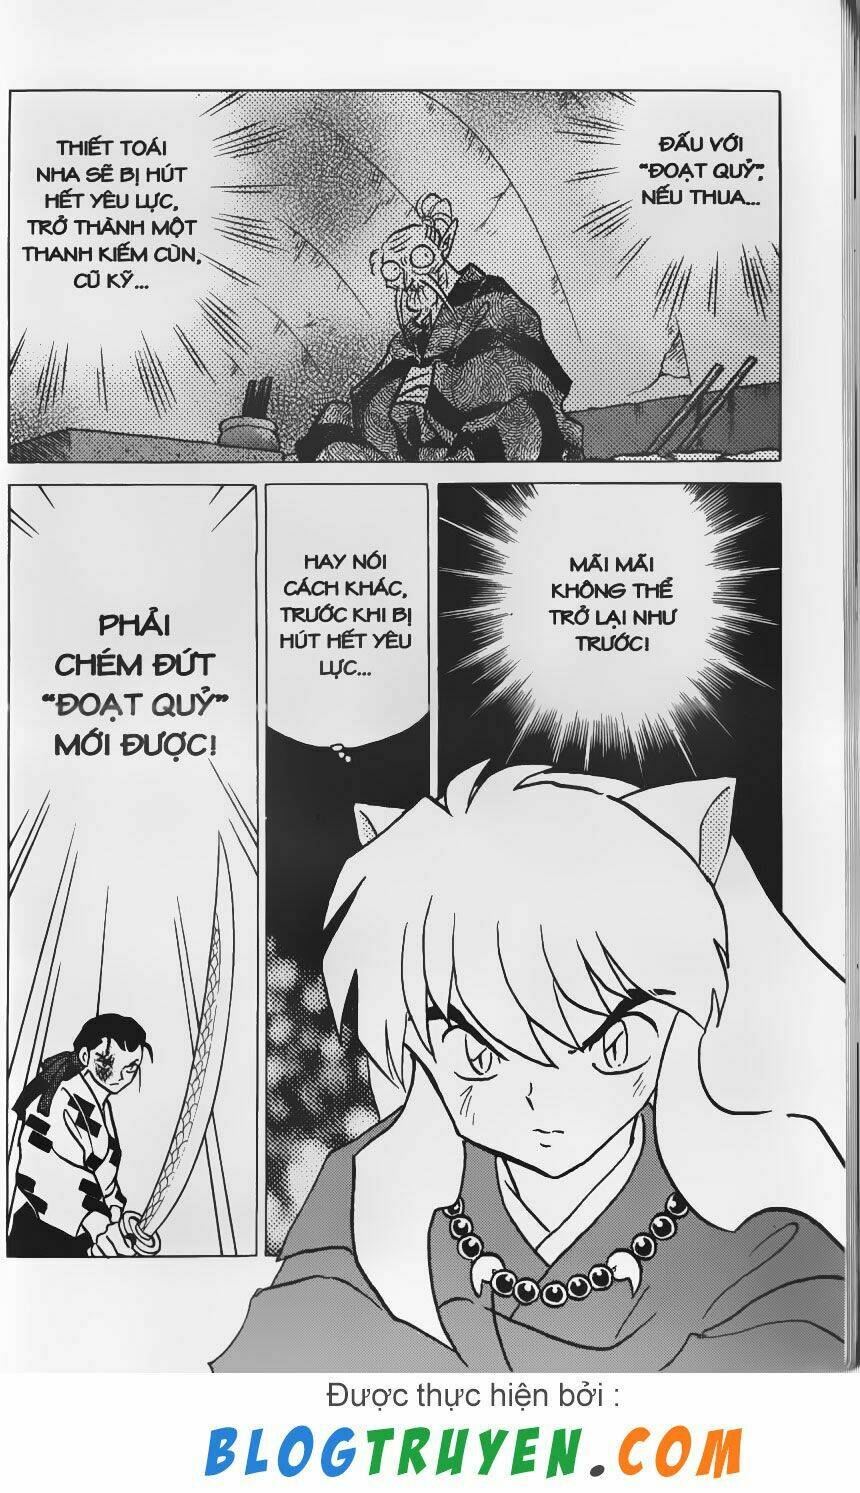 ĐẤU VỚI
"ĐOẠT QUỶ",
NẾU THUA...
THIẾT TOÁI
NHA SẼ BỊ HÚT
HẾT YÊU LỰC,
TRỞ THÀNH MỘT
THANH KIẾM CÙN,
CŨ KỸ...
MÃI MÃI
KHÔNG THỂ
TRỞ LẠI NHƯ
TRƯỚC!
HAY NÓI
CÁCH KHÁC,
TRƯỚC KHI BỊ
HÚT HẾT YÊU
LỰC...
PHẢI
CHÉM ĐỨT
"ĐOẠT QUỶ"
MỚI ĐƯỢC!
Được thực hiện bởi :
BLOGTRUYEN.COM